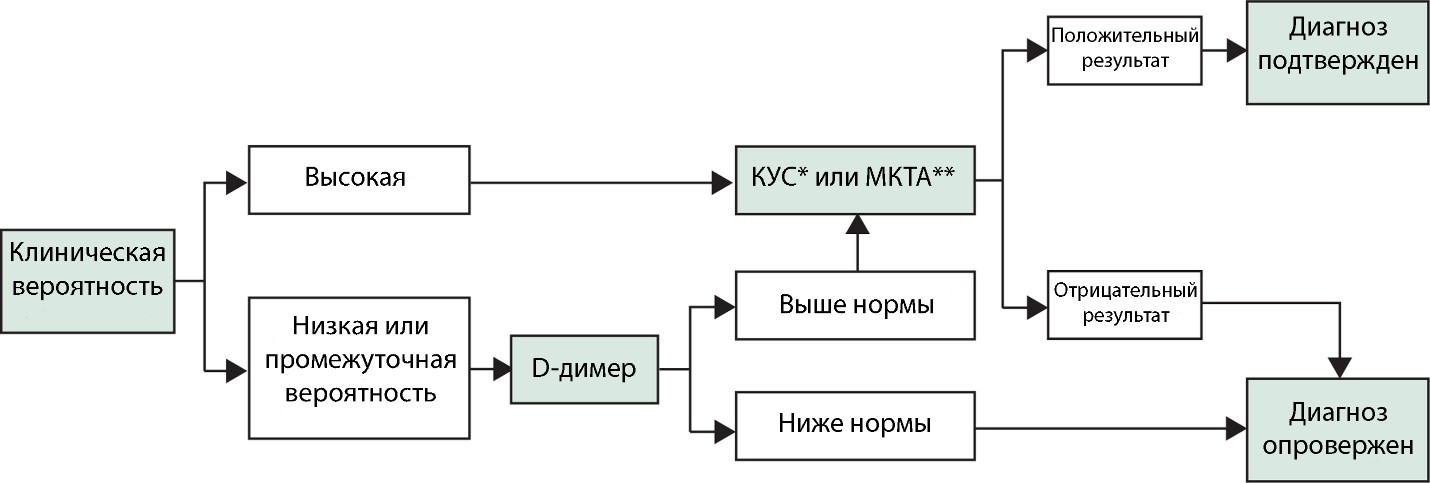 Клиническая
вероятность
Высокая
Низкая или
промежуточная
вероятность
D-димер
КУС* или МКТА**
Выше нормы
Ниже нормы
Положительный
результат
Отрицательный
результат
Диагноз
подтвержден
Диагноз
опровержен